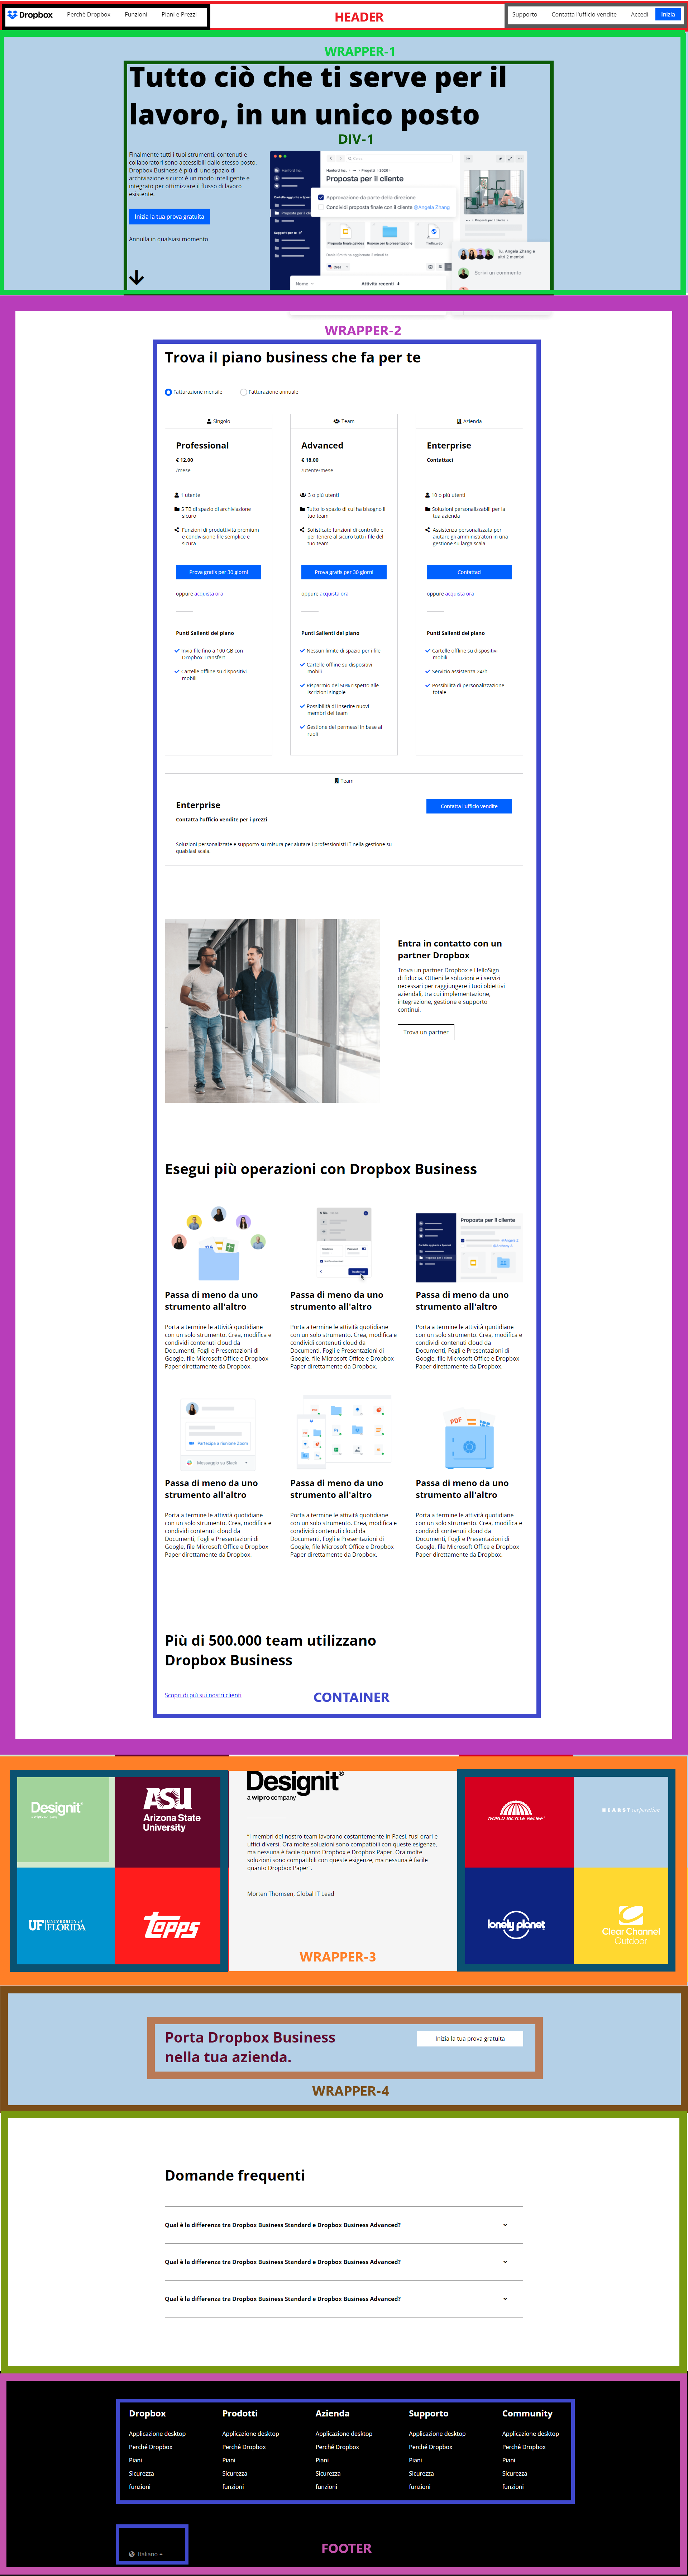 Dropbox Perchè Dropbox Funzioni Piani e Prezzi HEADER Supporto Contatta l'ufficio vendite Accedi Inizia
WRAPPER-1
Tutto ciò che ti serve per il
lavoro, in un unico posto
DIV-1
Finalmente tutti i tuoi strumenti, contenuti e
collaboratori sono accessibili dallo stesso posto.
Dropbox Business è più di uno spazio di
archiviazione sicuro: è un modo intelligente e
integrato per ottimizzare il flusso di lavoro
esistente.
Inizia la tua prova gratuita
Annulla in qualsiasi momento
Proposta per il cliente
Approvazione da parte della direzione
Condividi proposta finale con il cliente @Angela Zhang
Crea
Nome
Attività recenti
Tu, Angela Zhang e
altri 2 membri
Scrivi un commento
WRAPPER-2
Trova il piano business che fa per te
Fatturazione mensile Fatturazione annuale
Singolo
Professional
€ 12.00
/mese
1 utente
5 TB di spazio di archiviazione
sicuro
Funzioni di produttività premium
e condivisione file semplice e
sicura
Prova gratis per 30 giorni
oppure acquista ora
Punti Salienti del piano
Invia file fino a 100 GB con
Dropbox Transfert
Cartelle offline su dispositivi
mobili
Team
Advanced
€ 18.00
/utente/mese
3 o più utenti
Tutto lo spazio di cui ha bisogno il
tuo team
Sofisticate funzioni di controllo e
per tenere al sicuro tutti i file del
tuo team
Prova gratis per 30 giorni
oppure acquista ora
Punti Salienti del piano
Nessun limite di spazio per i file
Cartelle offline su dispositivi
mobili
Risparmio del 50% rispetto alle
iscrizioni singole
Possibilità di inserire nuovi
membri del team
Gestione dei permessi in base ai
ruoli
Azienda
Enterprise
Contattaci
-
10 o più utenti
Soluzioni personalizzabili per la
tua azienda
Assistenza personalizzata per
aiutare gli amministratori in una
gestione su larga scala
Contattaci
oppure acquista ora
Punti Salienti del piano
Cartelle offline su dispositivi
mobili
Servizio assistenza 24/h
Possibilità di personalizzazione
totale
Team
Enterprise
Contatta l'ufficio vendite per i prezzi
Contatta l'ufficio vendite
Soluzioni personalizzate e supporto su misura per aiutare i professionisti IT nella gestione su
qualsiasi scala.
Entra in contatto con un
partner Dropbox
Trova un partner Dropbox e HelloSign
di fiducia. Ottieni le soluzioni e i servizi
necessari per raggiungere i tuoi obiettivi
aziendali, tra cui implementazione,
integrazione, gestione e supporto
continui.
Trova un partner
Esegui più operazioni con Dropbox Business
Proposta per il cliente
Passa di meno da uno
strumento all'altro
Porta a termine le attività quotidiane
con un solo strumento. Crea, modifica e
condividi contenuti cloud da
Documenti, Fogli e Presentazioni di
Google, file Microsoft Office e Dropbox
Paper direttamente da Dropbox.
Passa di meno da uno
strumento all'altro
Porta a termine le attività quotidiane
con un solo strumento. Crea, modifica e
condividi contenuti cloud da
Documenti, Fogli e Presentazioni di
Google, file Microsoft Office e Dropbox
Paper direttamente da Dropbox.
Passa di meno da uno
strumento all'altro
Porta a termine le attività quotidiane
con un solo strumento. Crea, modifica e
condividi contenuti cloud da
Documenti, Fogli e Presentazioni di
Google, file Microsoft Office e Dropbox
Paper direttamente da Dropbox.
Partecipa a riunione Zoom
Messaggio su Slack
PDF
Passa di meno da uno
strumento all'altro
Porta a termine le attività quotidiane
con un solo strumento. Crea, modifica e
condividi contenuti cloud da
Documenti, Fogli e Presentazioni di
Google, file Microsoft Office e Dropbox
Paper direttamente da Dropbox.
Passa di meno da uno
strumento all'altro
Porta a termine le attività quotidiane
con un solo strumento. Crea, modifica e
condividi contenuti cloud da
Documenti, Fogli e Presentazioni di
Google, file Microsoft Office e Dropbox
Paper direttamente da Dropbox.
Passa di meno da uno
strumento all'altro
Porta a termine le attività quotidiane
con un solo strumento. Crea, modifica e
condividi contenuti cloud da
Documenti, Fogli e Presentazioni di
Google, file Microsoft Office e Dropbox
Paper direttamente da Dropbox.
Più di 500.000 team utilizzano
Dropbox Business
Scopri di più sui nostri clienti
CONTAINER
Designit
ASU
Arizona State
University
UF UNIVERSITY of
FLORIDA
Topps
Designit®
a wipro company
"I membri del nostro team lavorano costantemente in Paesi, fusi orari e
uffici diversi. Ora molte soluzioni sono compatibili con queste esigenze,
ma nessuna è facile quanto Dropbox e Dropbox Paper. Ora molte
soluzioni sono compatibili con queste esigenze, ma nessuna è facile
quanto Dropbox Paper".
Morten Thomsen, Global IT Lead
WRAPPER-3
WORLD BICYCLE RELIEF
HEARST
lonely planet
Clear Channel
Outdoor
Porta Dropbox Business
nella tua azienda.
Inizia la tua prova gratuita
WRAPPER-4
Domande frequenti
Qual è la differenza tra Dropbox Business Standard e Dropbox Business Advanced?
Qual è la differenza tra Dropbox Business Standard e Dropbox Business Advanced?
Qual è la differenza tra Dropbox Business Standard e Dropbox Business Advanced?
Dropbox Prodotti Azienda Supporto Community
Applicazione desktop Applicazione desktop Applicazione desktop Applicazione desktop Applicazione desktop
Perchè Dropbox Perchè Dropbox Perchè Dropbox Perchè Dropbox Perchè Dropbox
Piani Piani Piani Piani Piani
Sicurezza Sicurezza Sicurezza Sicurezza Sicurezza
funzioni funzioni funzioni funzioni funzioni
FOOTER
Italiano